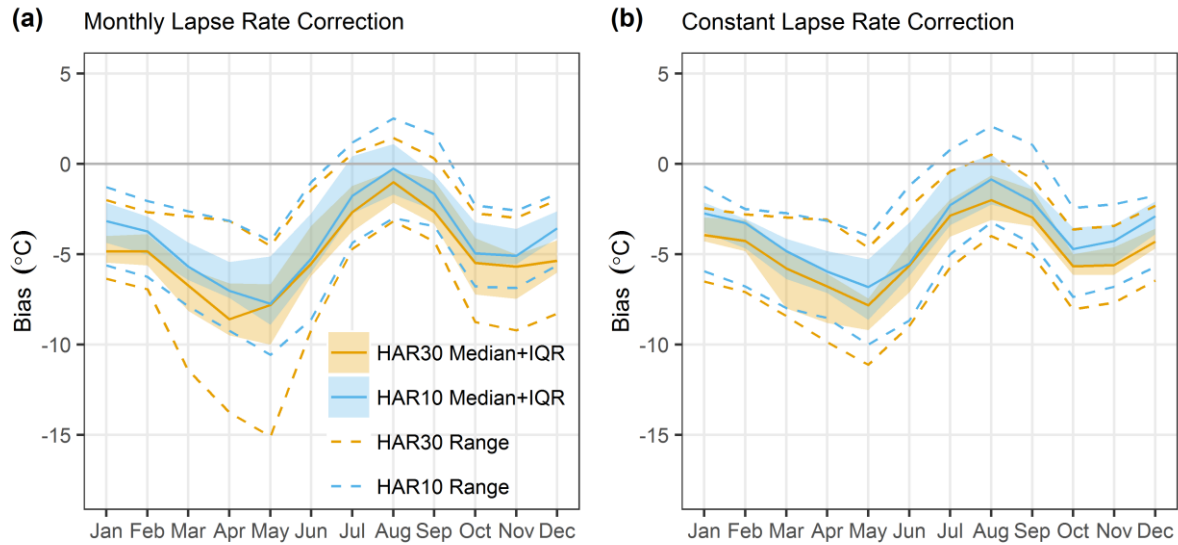 (a) Monthly Lapse Rate Correction
5
0
-5
-10
-15
Bias (°C)
HAR30 Median+IQR
HAR10 Median+IQR
HAR30 Range
HAR10 Range
Jan Feb Mar Apr May Jun Jul Aug Sep Oct Nov Dec
(b) Constant Lapse Rate Correction
5
0
-5
-10
-15
Bias (°C)
Jan Feb Mar Apr May Jun Jul Aug Sep Oct Nov Dec